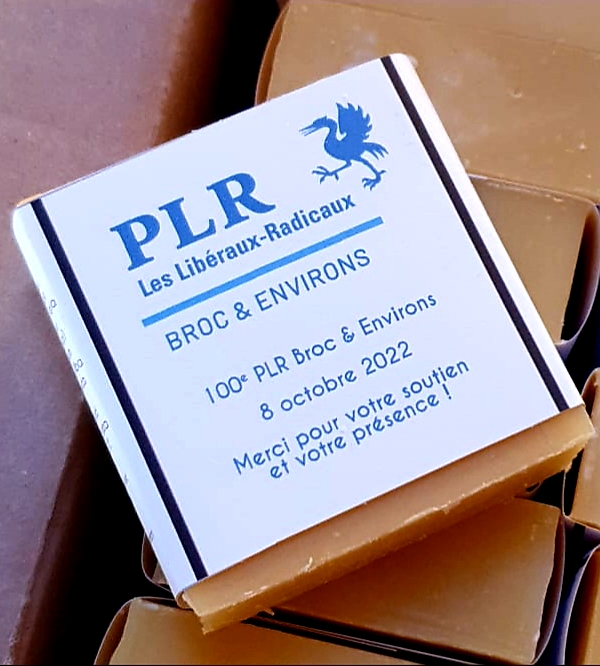 PLR
Les Libéraux-Radicaux
BROC & ENVIRONS
100e PLR Broc & Environs
8 octobre 2022
Merci pour votre soutien
et votre présence !